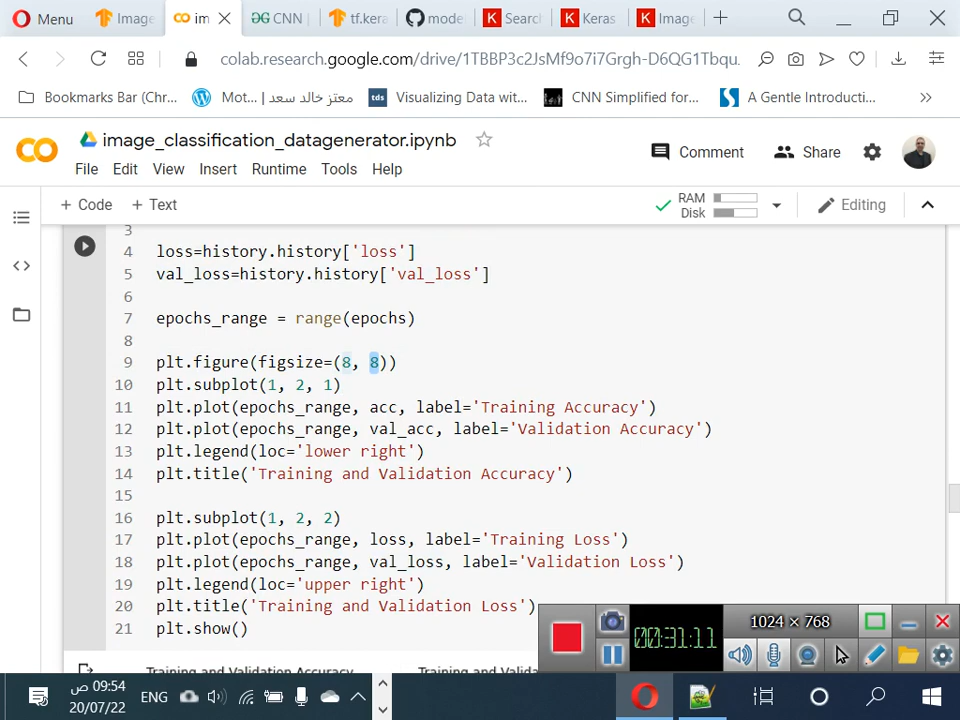 Menu
Image
im
CNN
tf.kera
mode
Searc
Keras
Image
colab.research.google.com/drive/1TBBP3c2JsMf9o7i7Grgh-D6QG1Tbqu.
Bookmarks Bar (Chr...
Mot... | معتز خالد سعد
tds
Visualizing Data wit...
CNN Simplified for...
A Gentle Introducti...
image_classification_datagenerator.ipynb
Comment
Share
File Edit View Insert Runtime Tools Help
+ Code + Text
RAM
Disk
Editing
3
4 loss=history.history['loss']
5 val_loss=history.history['val_loss']
6
7 epochs_range = range(epochs)
8
9 plt.figure(figsize=(8, 8))
10 plt.subplot(1, 2, 1)
11 plt.plot(epochs_range, acc, label='Training Accuracy')
12 plt.plot(epochs_range, val_acc, label='Validation Accuracy')
13 plt.legend(loc='lower right')
14 plt.title('Training and Validation Accuracy')
15
16 plt.subplot(1, 2, 2)
17 plt.plot(epochs_range, loss, label='Training Loss')
18 plt.plot(epochs_range, val_loss, label='Validation Loss')
19 plt.legend(loc='upper right')
20 plt.title('Training and Validation Loss')
21 plt.show()
Training and Validation Accuracy
Training and Valida
00:31:11
1024 × 768
09:54 ص
20/07/22
ENG